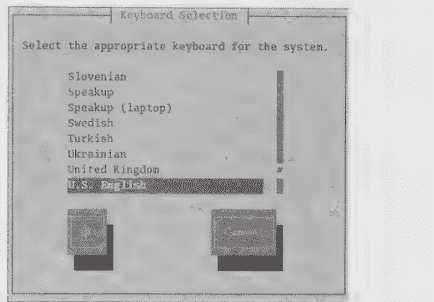 Keyboard Selection
Select the appropriate keyboard for the system.
Slovenian
Speakup
Speakup (laptop)
Swedish
Turkish
Ukrainian
United Kingdom #
U.S. English
Cancel